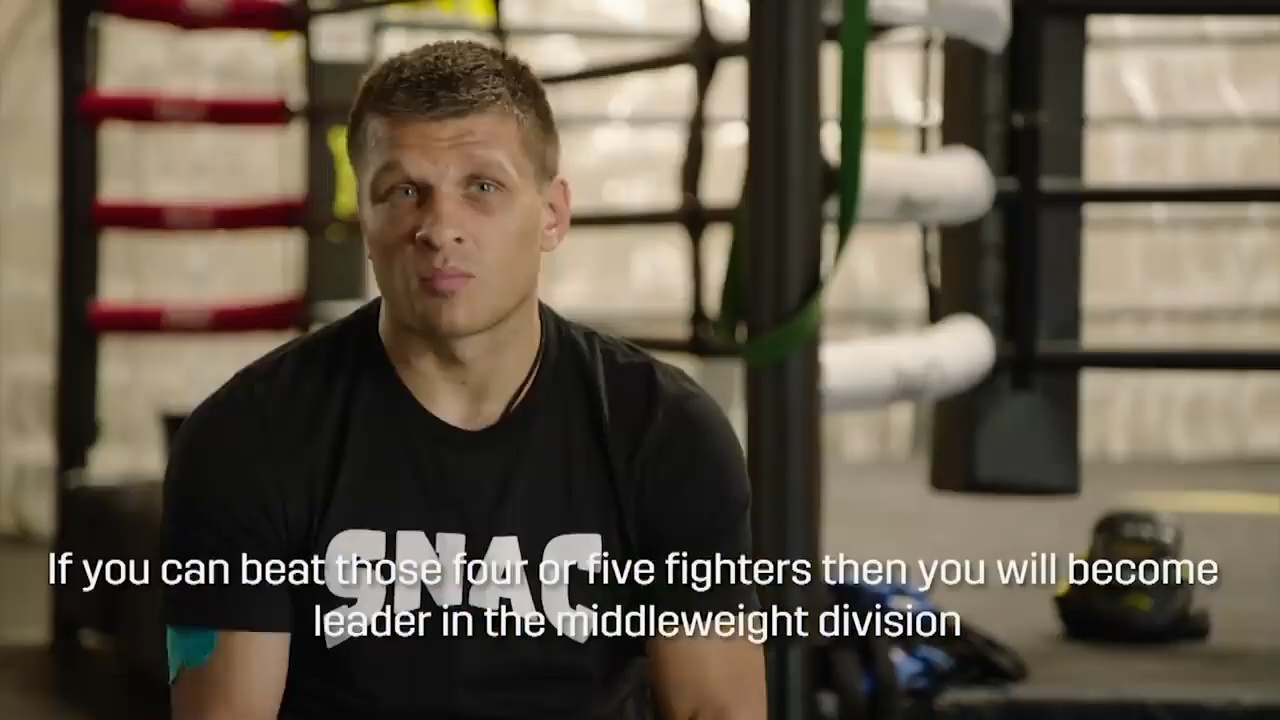 SNAC
If you can beat those four or five fighters then you will become
leader in the middleweight division